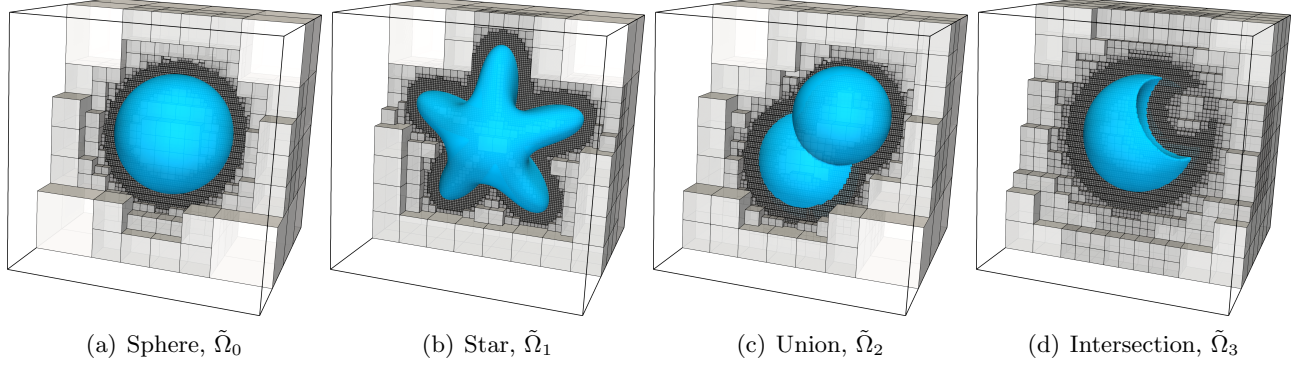 (a) Sphere, Ω̃₀
(b) Star, Ω̃₁
(c) Union, Ω̃₂
(d) Intersection, Ω̃₃